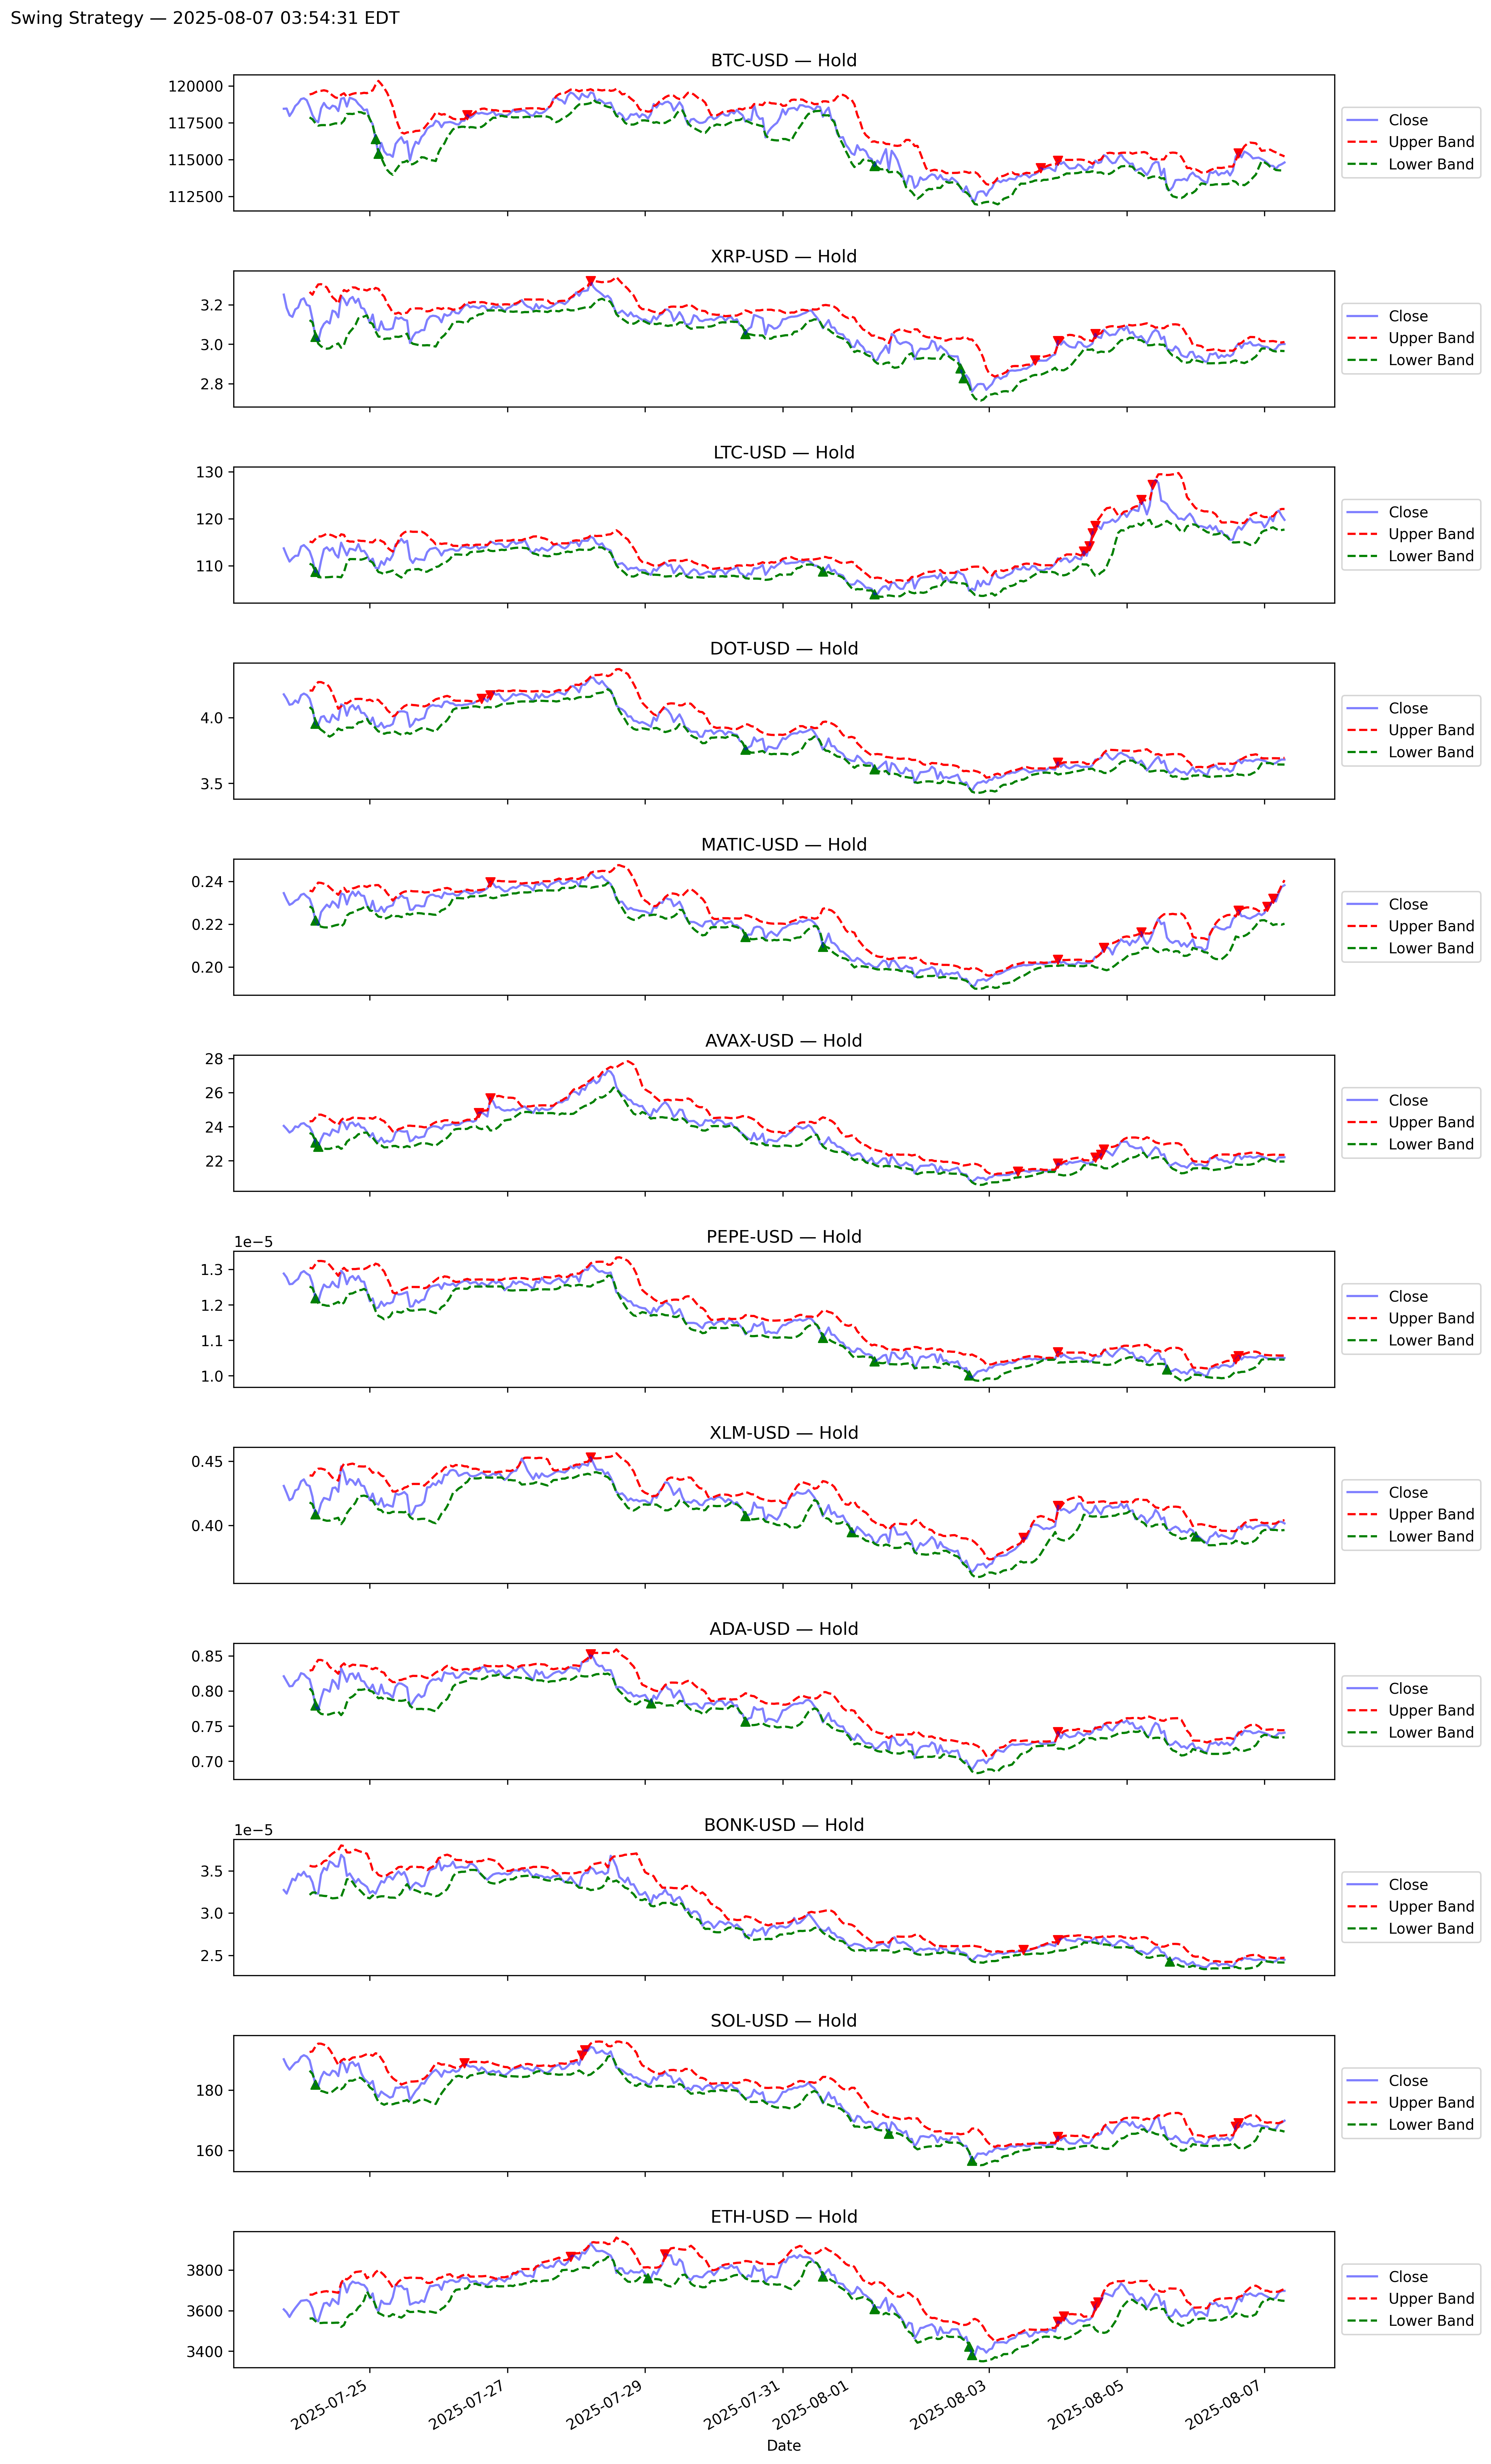 Swing Strategy — 2025-08-07 03:54:31 EDT
BTC-USD — Hold
120000
117500
115000
112500
Close
Upper Band
Lower Band
XRP-USD — Hold
3.2
3.0
2.8
Close
Upper Band
Lower Band
LTC-USD — Hold
130
120
110
Close
Upper Band
Lower Band
DOT-USD — Hold
4.0
3.5
Close
Upper Band
Lower Band
MATIC-USD — Hold
0.24
0.22
0.20
Close
Upper Band
Lower Band
AVAX-USD — Hold
28
26
24
22
Close
Upper Band
Lower Band
PEPE-USD — Hold
1e−5
1.3
1.2
1.1
1.0
Close
Upper Band
Lower Band
XLM-USD — Hold
0.45
0.40
Close
Upper Band
Lower Band
ADA-USD — Hold
0.85
0.80
0.75
0.70
Close
Upper Band
Lower Band
BONK-USD — Hold
1e−5
3.5
3.0
2.5
Close
Upper Band
Lower Band
SOL-USD — Hold
180
160
Close
Upper Band
Lower Band
ETH-USD — Hold
3800
3600
3400
Close
Upper Band
Lower Band
2025-07-25
2025-07-27
2025-07-29
2025-07-31
2025-08-01
2025-08-03
2025-08-05
2025-08-07
Date